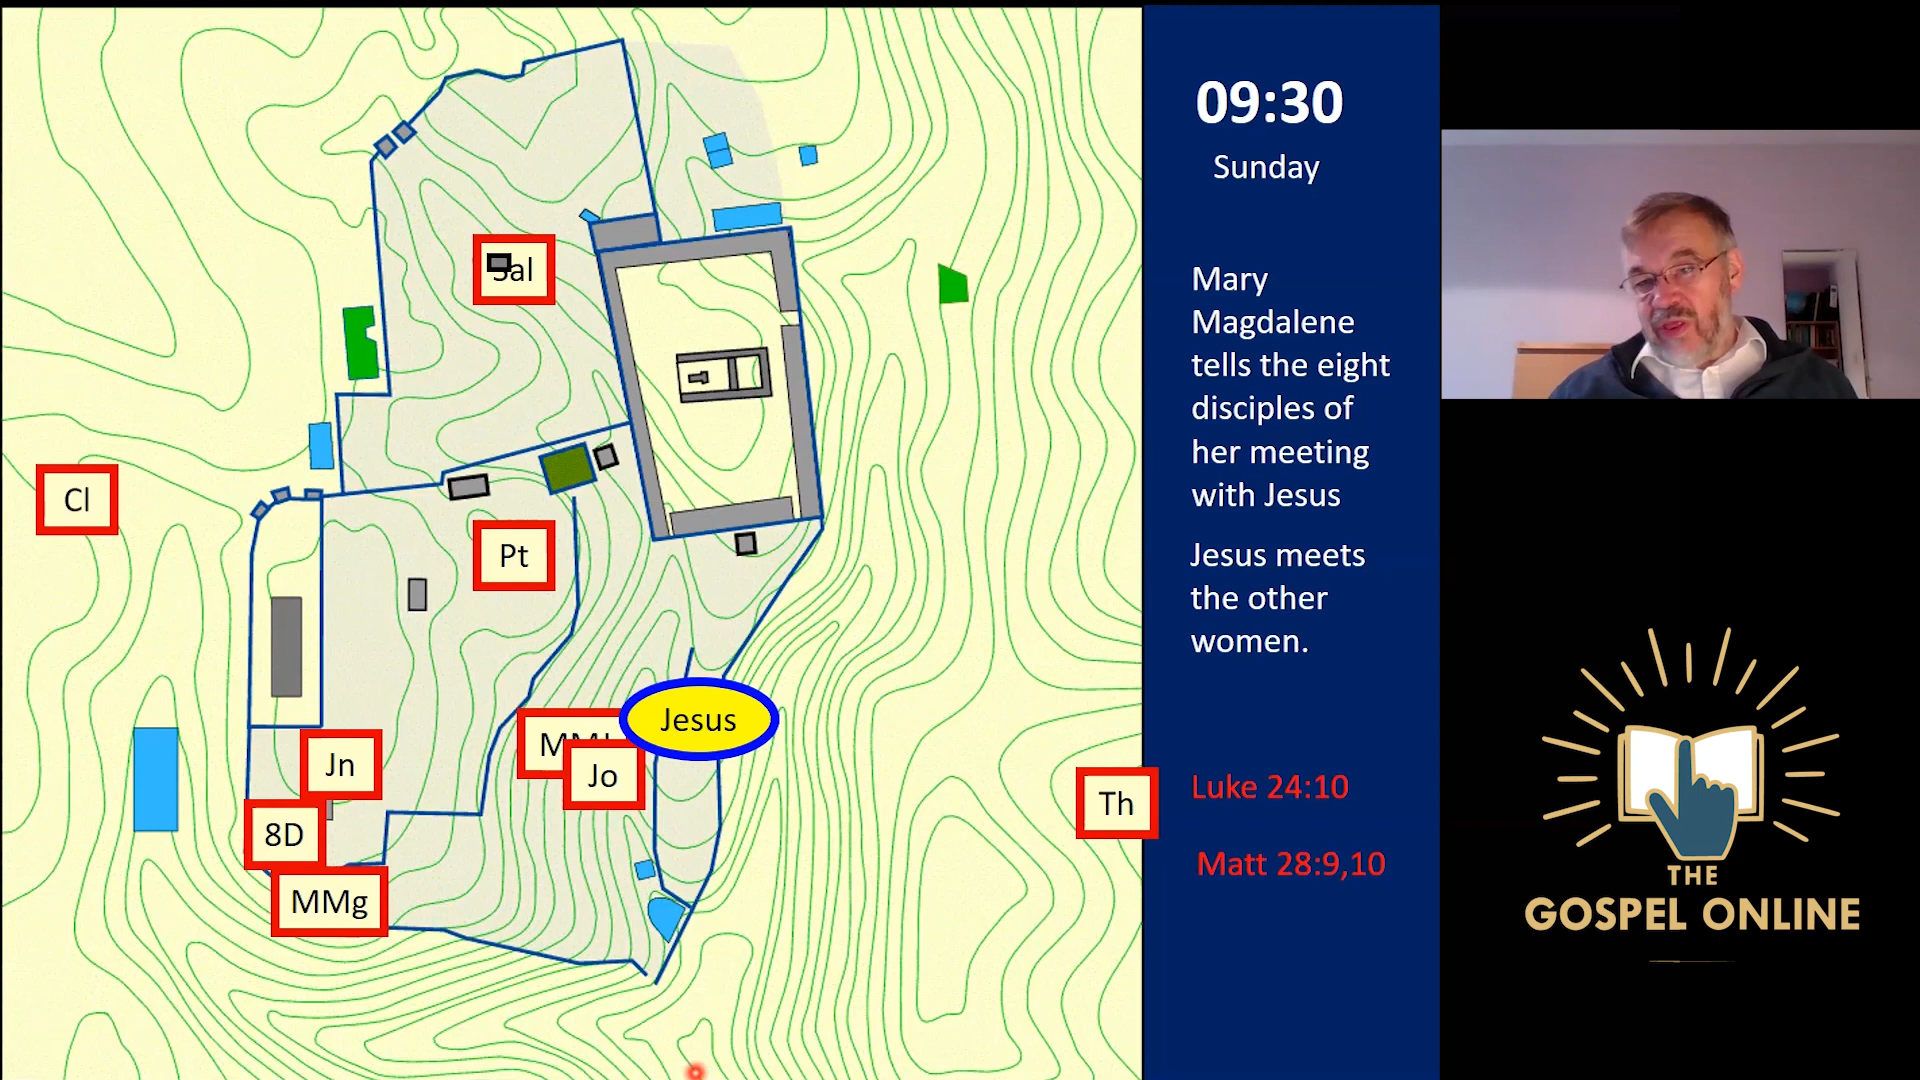 09:30
Sunday
Mary
Magdalene
tells the eight
disciples of
her meeting
with Jesus
Jesus meets
the other
women.
Luke 24:10
Matt 28:9,10
Sal
Cl
Pt
Jesus
Jo
Jn
Th
8D
MMg
THE
GOSPEL ONLINE